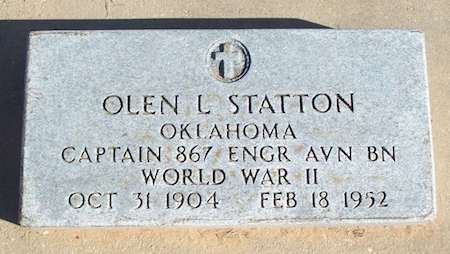 OLEN L STATTON
OKLAHOMA
CAPTAIN 867 ENGR AVN BN
WORLD WAR II
OCT 31 1904 FEB 18 1952